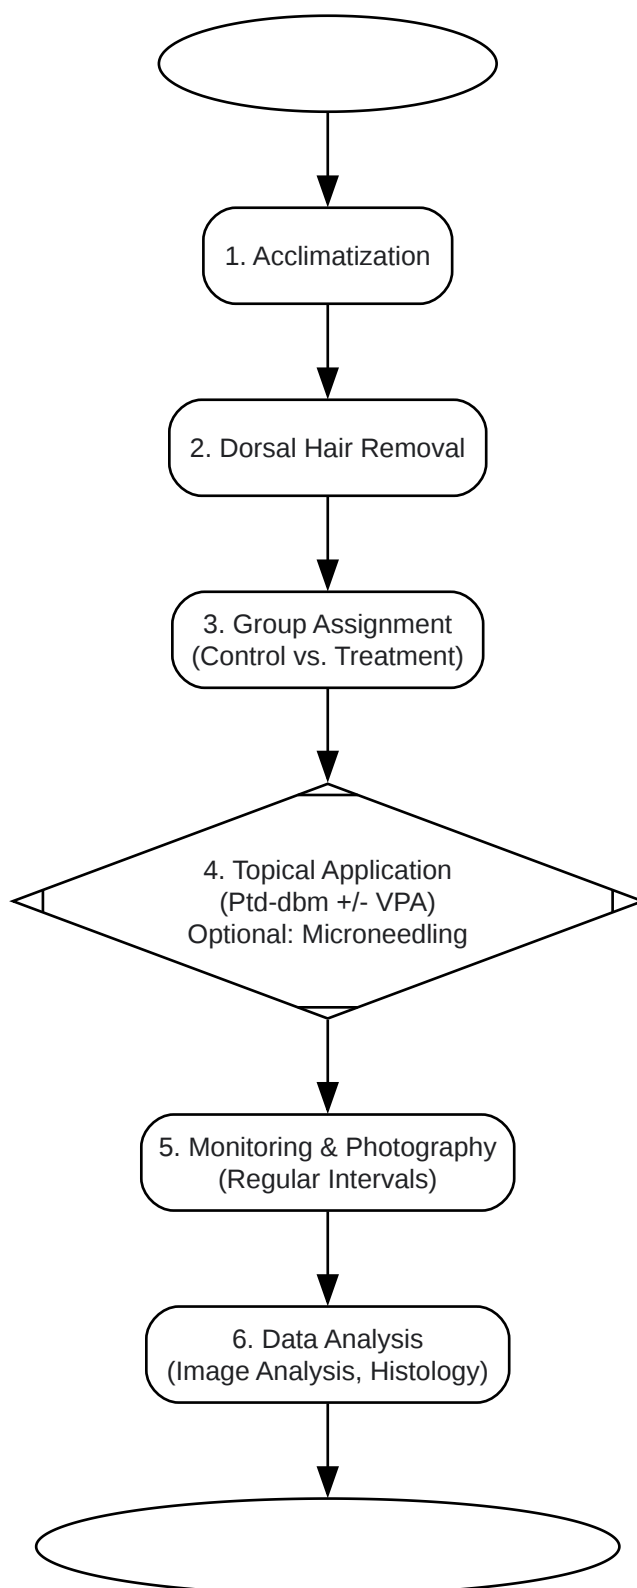 1. Acclimatization
2. Dorsal Hair Removal
3. Group Assignment
(Control vs. Treatment)
4. Topical Application
(Ptd-dbm +/- VPA)
Optional: Microneedling
5. Monitoring & Photography
(Regular Intervals)
6. Data Analysis
(Image Analysis, Histology)